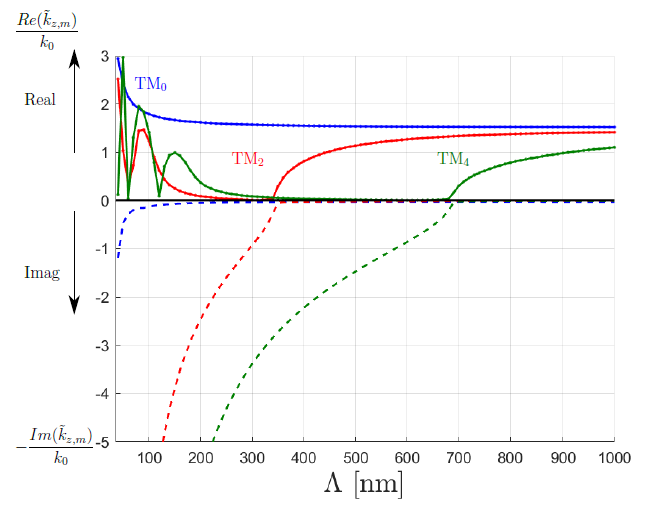 Re(k̃z,m)
k0
3
TM0
Real
2
TM2
TM4
1
0
-1
Imag
-2
-3
-4
-Im(k̃z,m)
k0
-5
100 200 300 400 500 600 700 800 900 1000
Λ [nm]